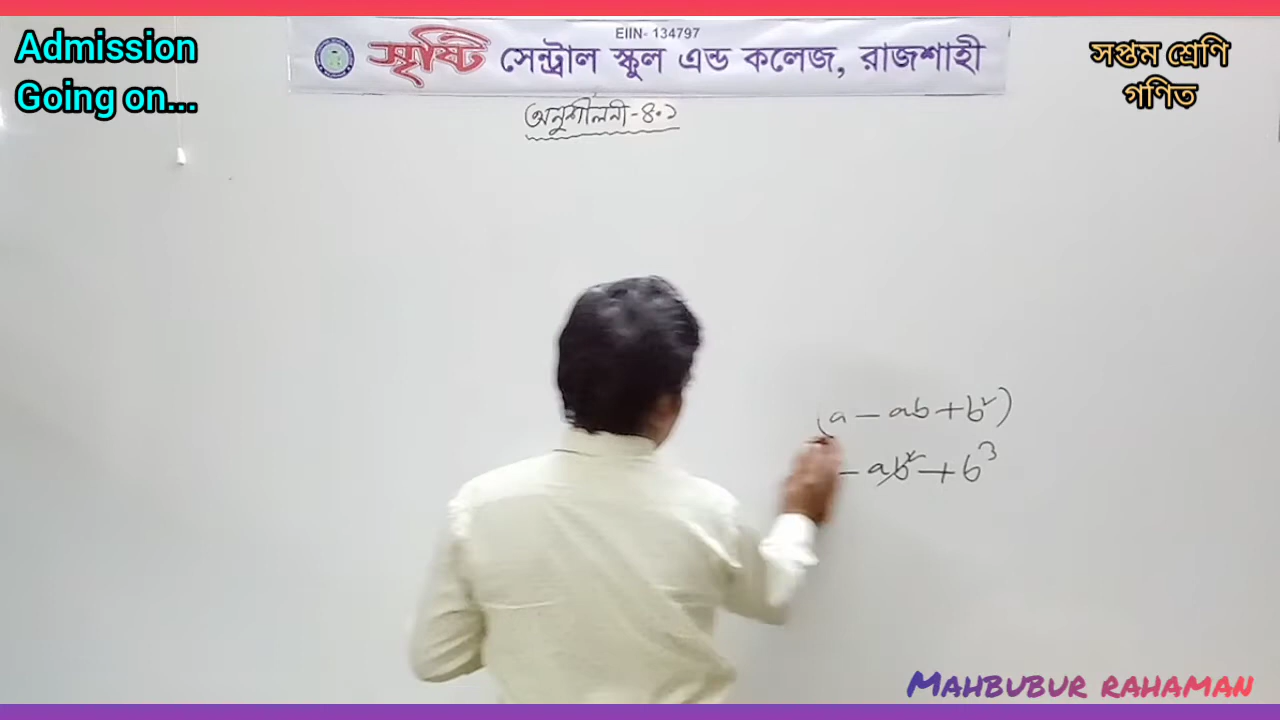 Admission
Going on...
EIIN- 134797
সৃষ্টি সেন্ট্রাল স্কুল এন্ড কলেজ, রাজশাহী
সপ্তম শ্রেণি
গণিত
অনুশীলনী-৪.১
(a - ab + b²)
- ab² + b³
MAHBUBUR RAHAMAN